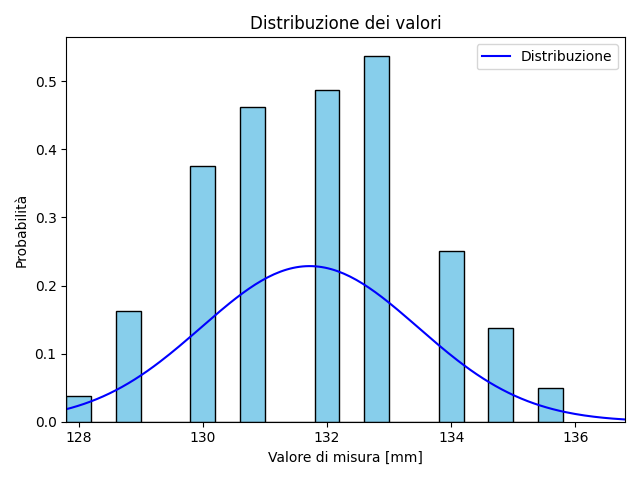 Distribuzione dei valori
Distribuzione
Probabilità
0.5
0.4
0.3
0.2
0.1
0.0
128 130 132 134 136
Valore di misura [mm]